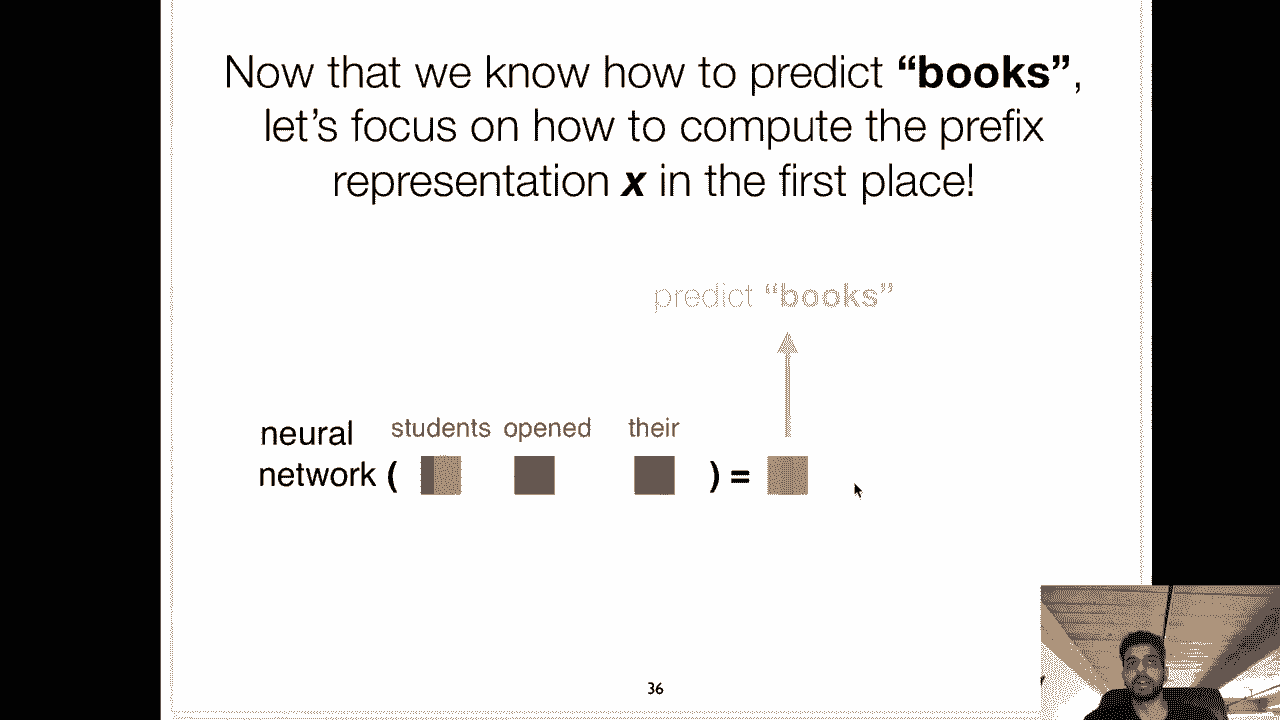 Now that we know how to predict “books”,
let’s focus on how to compute the prefix
representation x in the first place!
predict “books”
neural students opened their
network ( ) =
36